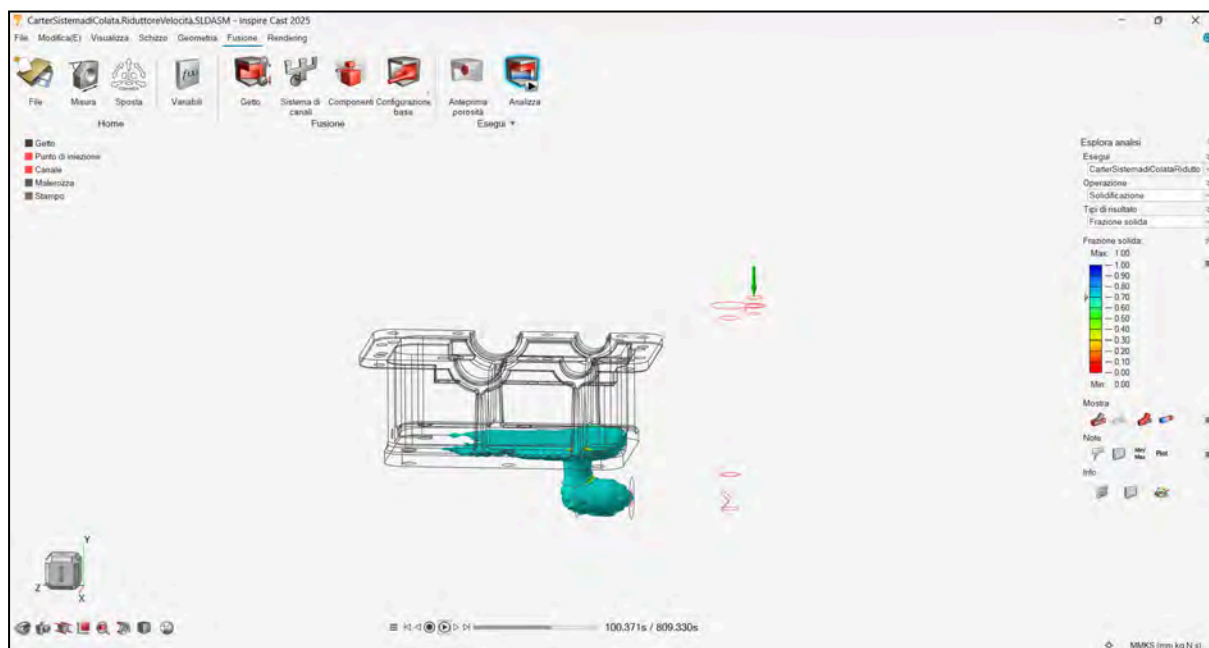 CarterSistemadiColata.RiduttoreVelocità.SLDASM - Inspire Cast 2025
File Modifica(E) Visualizza Schizzo Geometria Fusione Rendering
File Misura Sposta Variabili Getto Sistema di canali Componenti Configurazione base Anteprima porosità Analizza
Home Fusione Esegui
Getto
Punto di iniezione
Canale
Materozza
Stampo
Esplora analisi
Esegui
CarterSistemadiColataRidutto
Operazione
Solidificazione
Tipi di risultato
Frazione solida
Frazione solida:
Max: 1.00
1.00
0.90
0.80
0.70
0.60
0.50
0.40
0.30
0.20
0.10
0.00
Min: 0.00
Mostra
Note
Min/Max Plot
Info
Y
Z
X
100.371s / 809.330s
MMKS (mm kg N s)